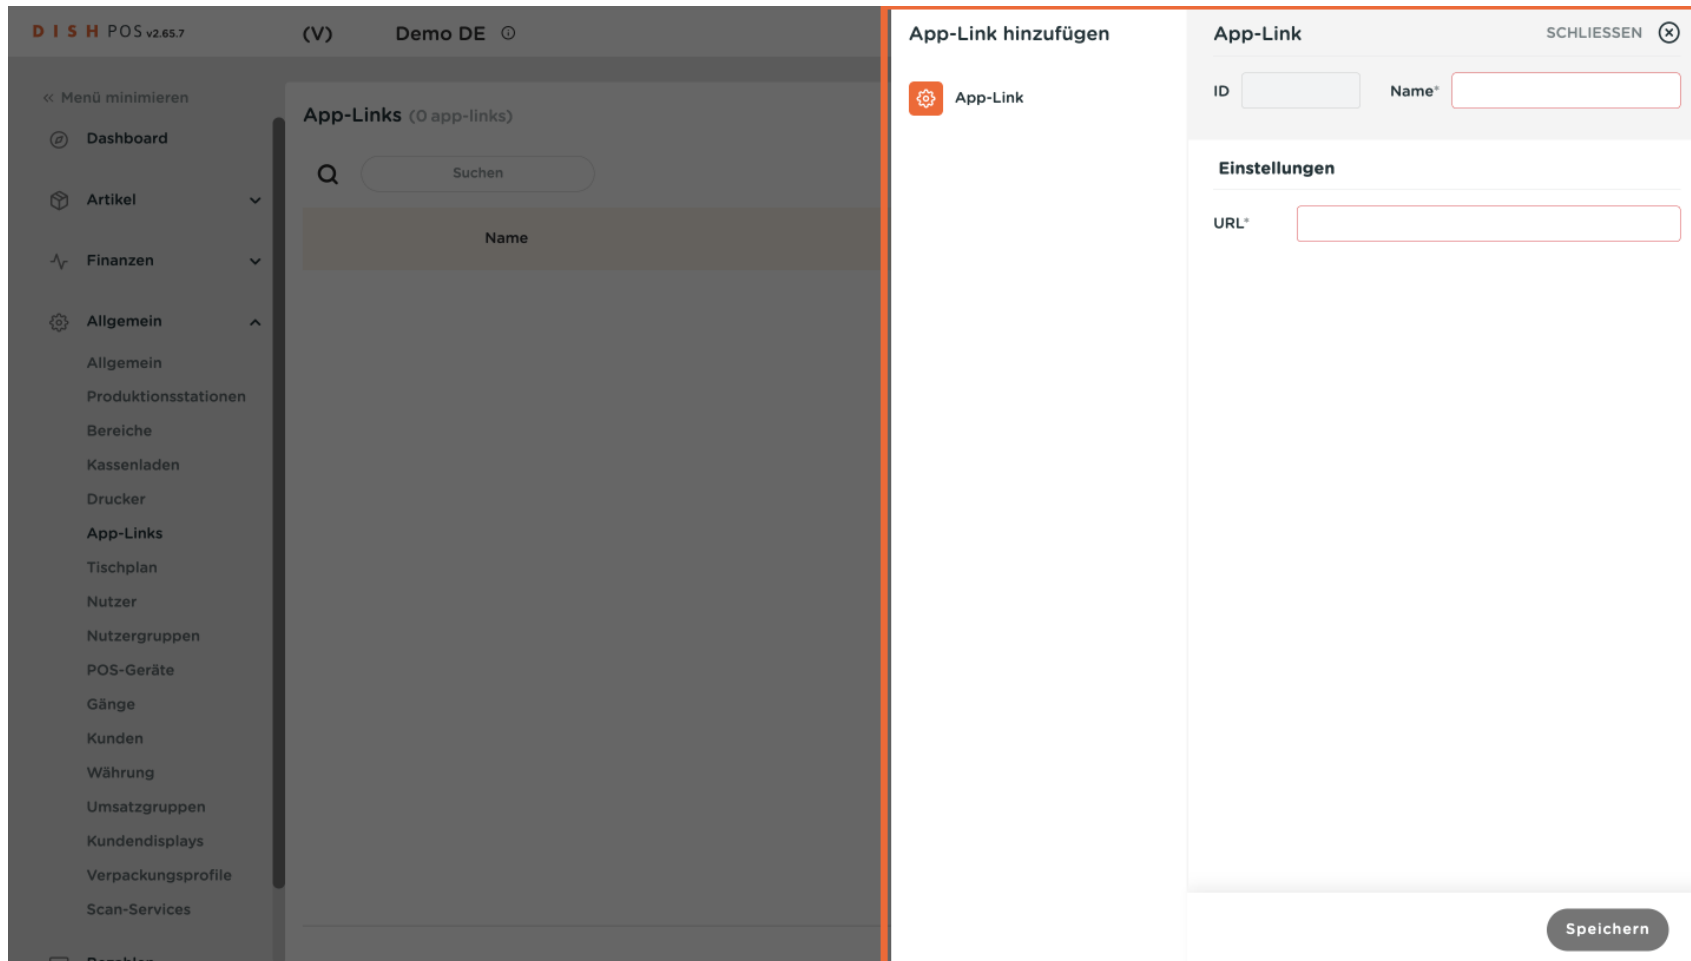 DISH POS v2.65.7
(V) Demo DE
« Menü minimieren
Dashboard
Artikel
Finanzen
Allgemein
Allgemein
Produktionsstationen
Bereiche
Kassenladen
Drucker
App-Links
Tischplan
Nutzer
Nutzergruppen
POS-Geräte
Gänge
Kunden
Währung
Umsatzgruppen
Kundendisplays
Verpackungsprofile
Scan-Services
App-Links (0 app-links)
Suchen
Name
App-Link hinzufügen
App-Link
App-Link
SCHLIESSEN
ID
Name*
Einstellungen
URL*
Speichern